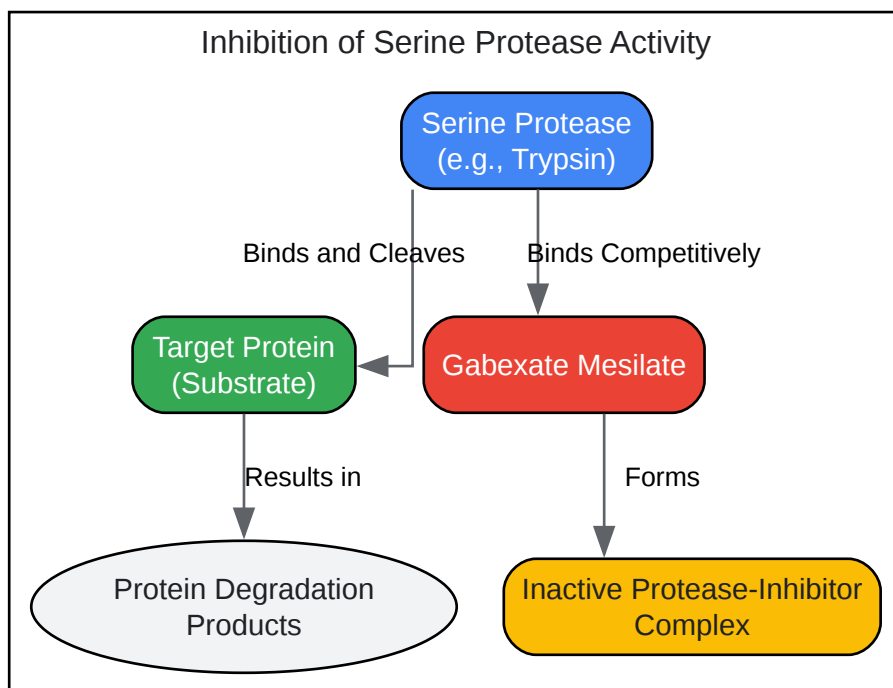 Inhibition of Serine Protease Activity
Serine Protease
(e.g., Trypsin)
Binds and Cleaves
Binds Competitively
Target Protein
(Substrate)
Gabexate Mesilate
Results in
Forms
Protein Degradation
Products
Inactive Protease-Inhibitor
Complex